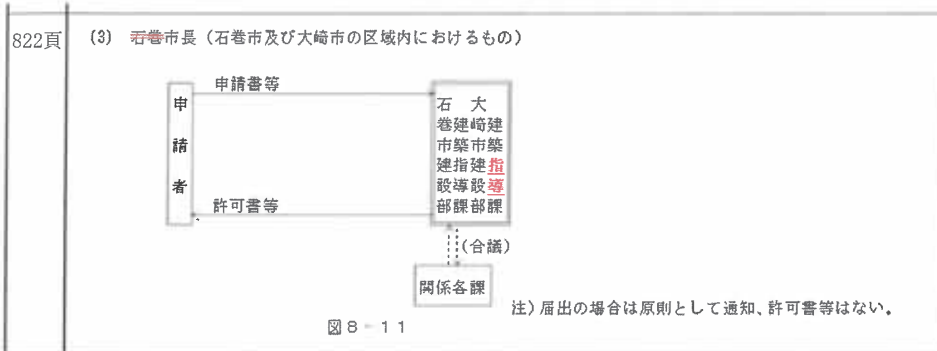 822頁
(3) 石巻市長（石巻市及び大崎市の区域内におけるもの）
申請書等
申請者
石巻市建設部
建築指導課
大崎市建設部
建築指導課
許可書等
(合議)
関係各課
注）届出の場合は原則として通知、許可書等はない。
図8－11